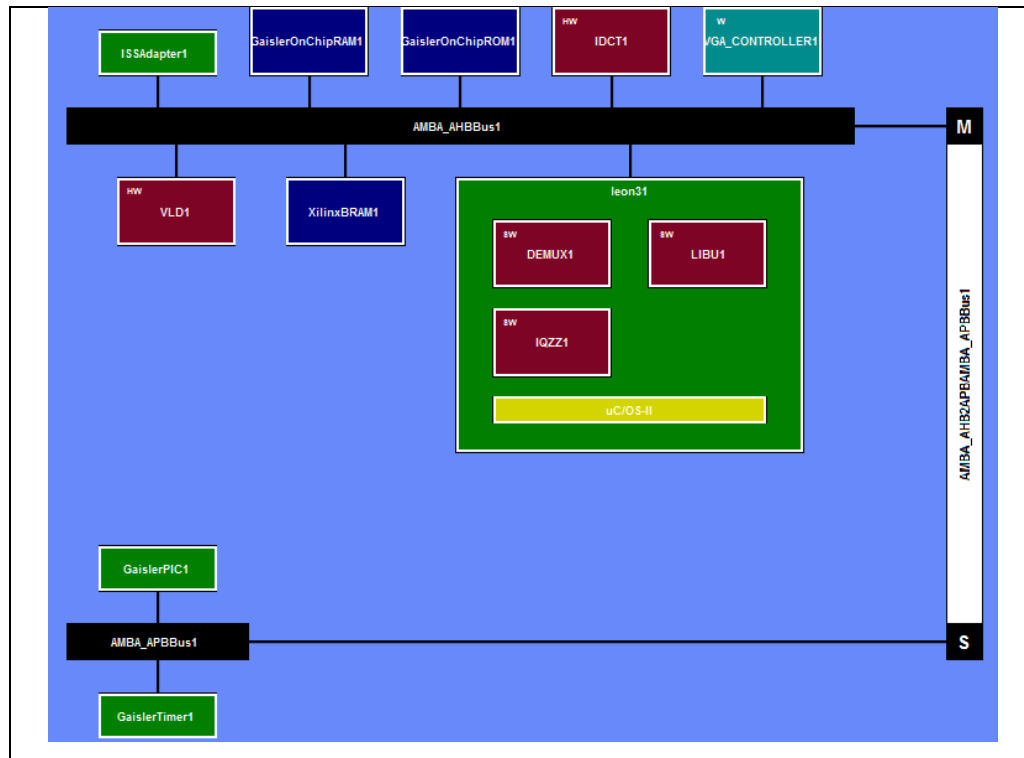 ISSAdapter1
GaislerOnChipRAM1
GaislerOnChipROM1
HW
IDCT1
W
VGA_CONTROLLER1
AMBA_AHBBus1
M
HW
VLD1
XilinxBRAM1
leon31
SW
DEMUX1
SW
LIBU1
SW
IQZZ1
uC/OS-II
AMBA_AHB2APBAMBA_APBBus1
GaislerPIC1
AMBA_APBBus1
S
GaislerTimer1